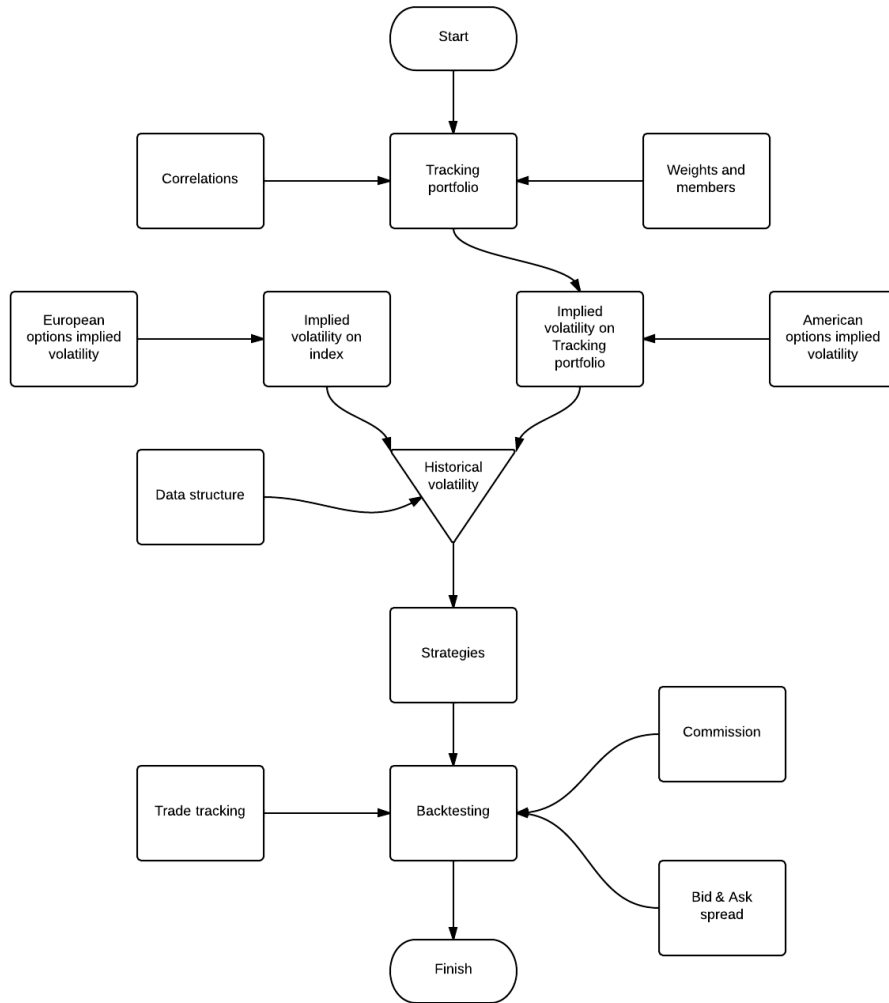 Start
Correlations
Tracking
portfolio
Weights and
members
European
options implied
volatility
Implied
volatility on
index
Implied
volatility on
Tracking
portfolio
American
options implied
volatility
Historical
volatility
Data structure
Strategies
Commission
Trade tracking
Backtesting
Bid & Ask
spread
Finish